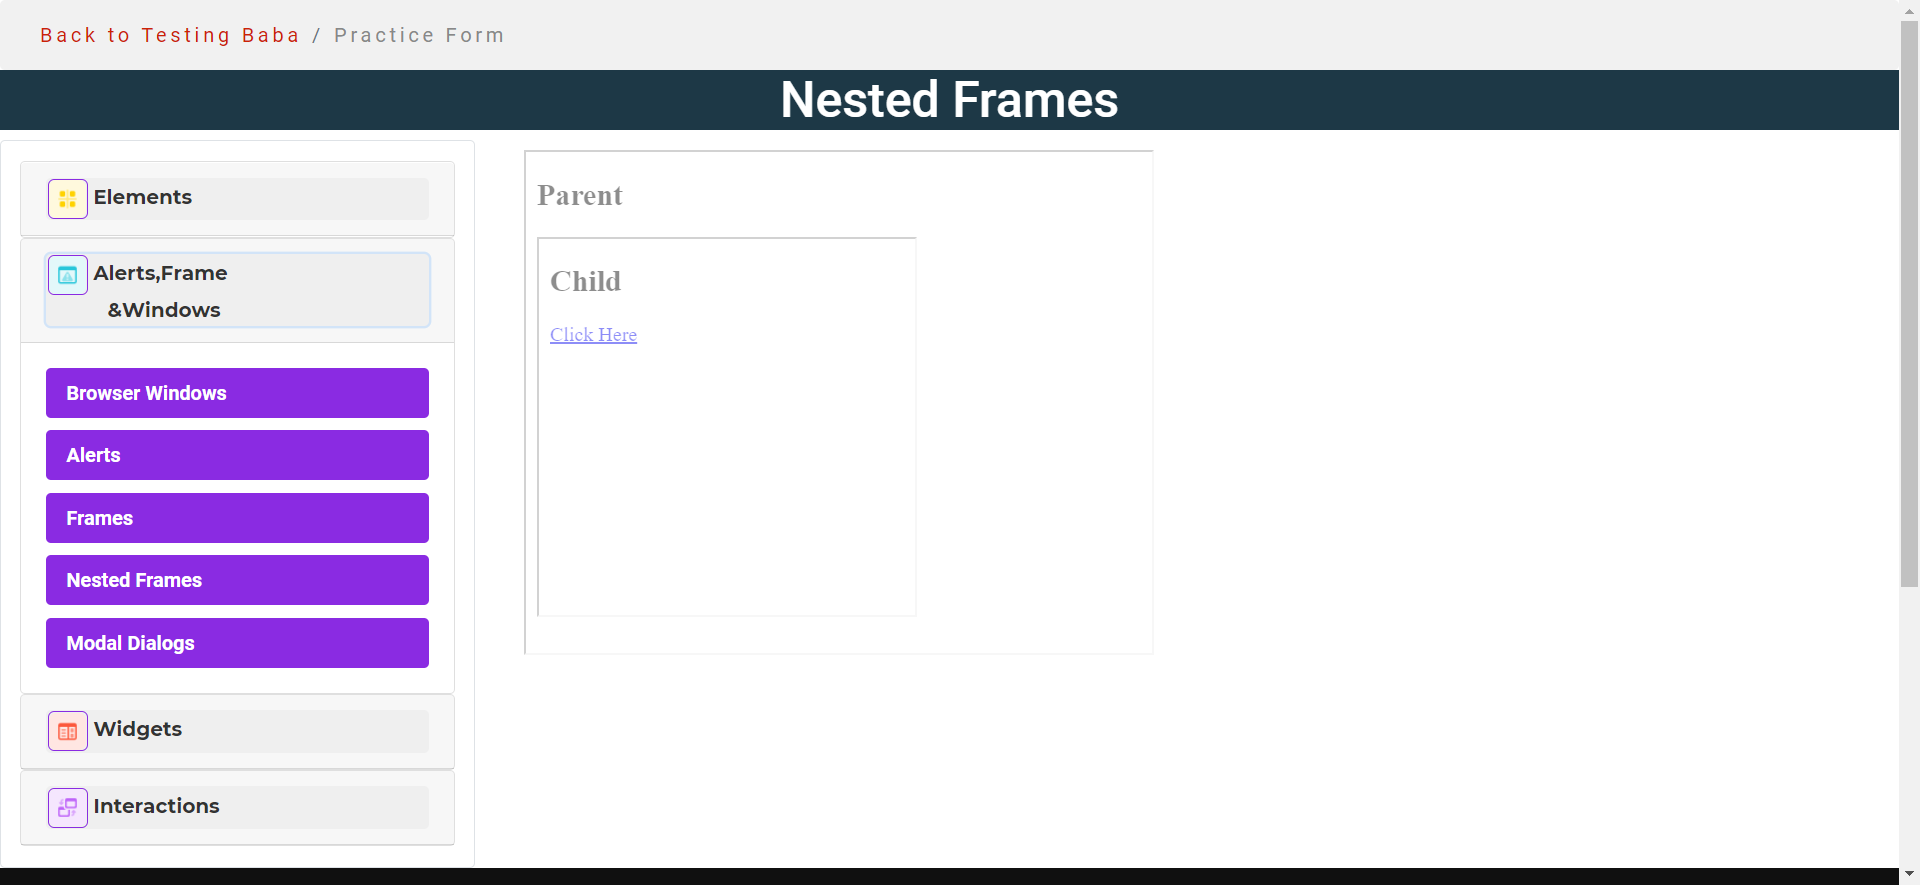 Back to Testing Baba / Practice Form
Nested Frames
Elements
Alerts,Frame
&Windows
Browser Windows
Alerts
Frames
Nested Frames
Modal Dialogs
Widgets
Interactions
Parent
Child
Click Here